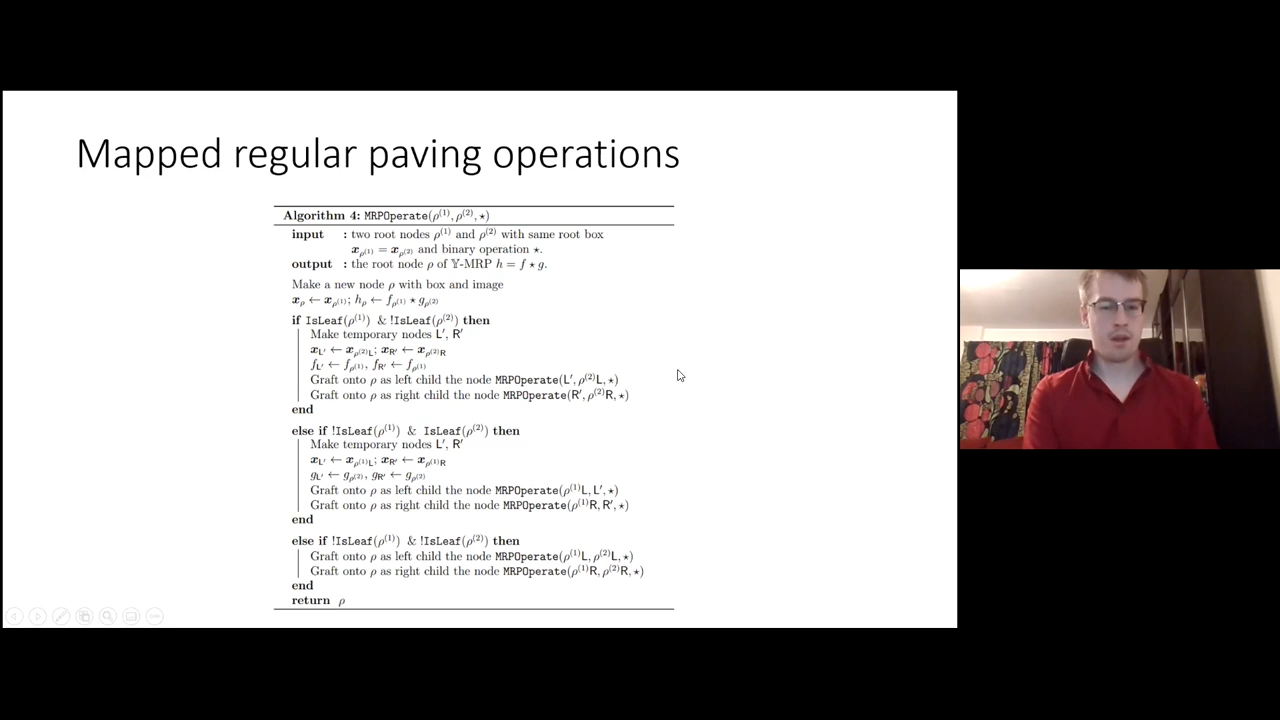 Mapped regular paving operations
Algorithm 4: MRPOperate(ρ⁽¹⁾, ρ⁽²⁾, ⋆)
input : two root nodes ρ⁽¹⁾ and ρ⁽²⁾ with same root box
x_ρ⁽¹⁾ = x_ρ⁽²⁾ and binary operation ⋆.
output : the root node ρ of 𝕐-MRP h = f ⋆ g.
Make a new node ρ with box and image
x_ρ ← x_ρ⁽¹⁾; h_ρ ← f_ρ⁽¹⁾ ⋆ g_ρ⁽²⁾
if IsLeaf(ρ⁽¹⁾) & !IsLeaf(ρ⁽²⁾) then
Make temporary nodes L′, R′
x_L′ ← x_ρ⁽²⁾L; x_R′ ← x_ρ⁽²⁾R
f_L′ ← f_ρ⁽¹⁾, f_R′ ← f_ρ⁽¹⁾
Graft onto ρ as left child the node MRPOperate(L′, ρ⁽²⁾L, ⋆)
Graft onto ρ as right child the node MRPOperate(R′, ρ⁽²⁾R, ⋆)
end
else if !IsLeaf(ρ⁽¹⁾) & IsLeaf(ρ⁽²⁾) then
Make temporary nodes L′, R′
x_L′ ← x_ρ⁽¹⁾L; x_R′ ← x_ρ⁽¹⁾R
g_L′ ← g_ρ⁽²⁾, g_R′ ← g_ρ⁽²⁾
Graft onto ρ as left child the node MRPOperate(ρ⁽¹⁾L, L′, ⋆)
Graft onto ρ as right child the node MRPOperate(ρ⁽¹⁾R, R′, ⋆)
end
else if !IsLeaf(ρ⁽¹⁾) & !IsLeaf(ρ⁽²⁾) then
Graft onto ρ as left child the node MRPOperate(ρ⁽¹⁾L, ρ⁽²⁾L, ⋆)
Graft onto ρ as right child the node MRPOperate(ρ⁽¹⁾R, ρ⁽²⁾R, ⋆)
end
return ρ